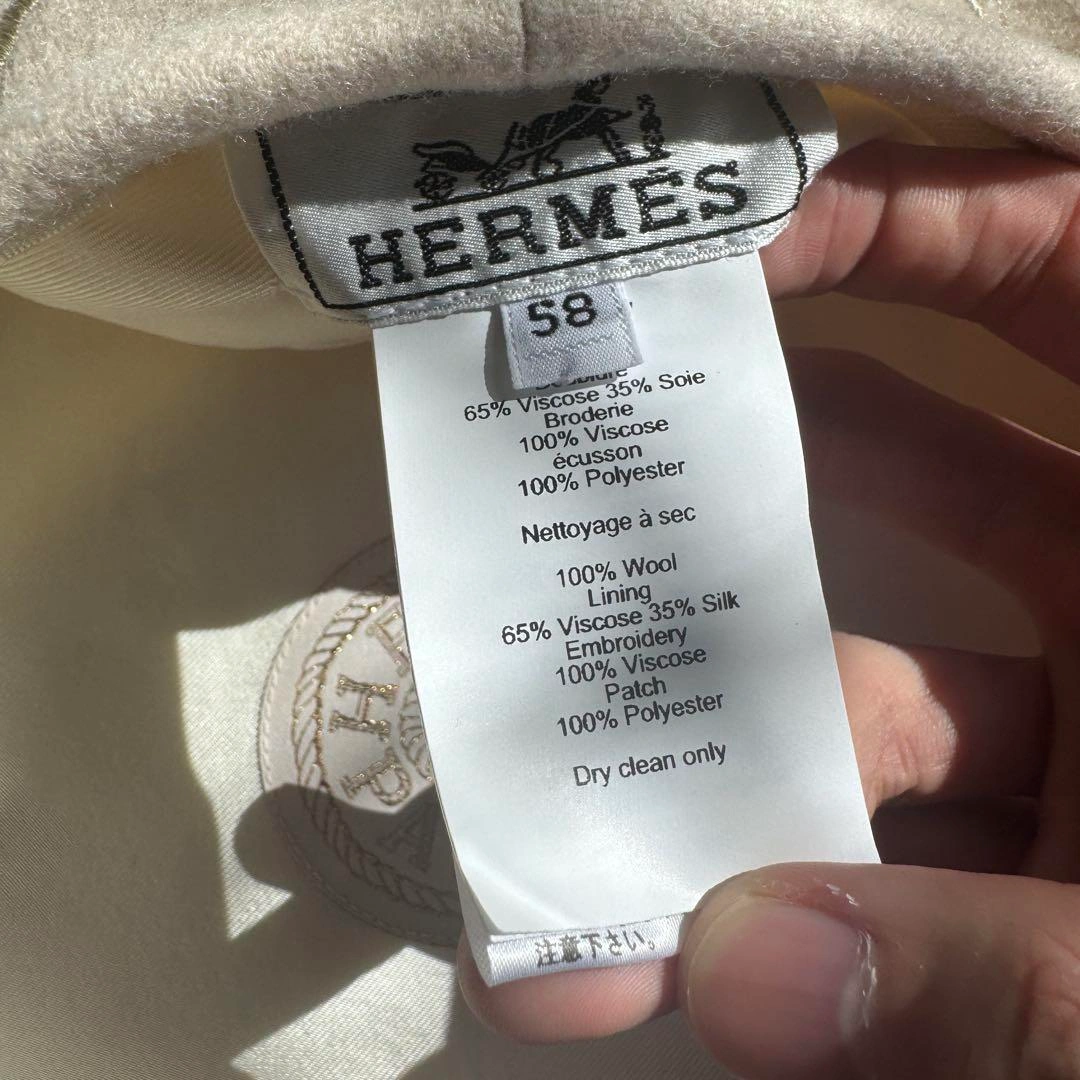 HERMÈS
58
Doublure
65% Viscose 35% Soie
Broderie
100% Viscose
écusson
100% Polyester
Nettoyage à sec
100% Wool
Lining
65% Viscose 35% Silk
Embroidery
100% Viscose
Patch
100% Polyester
Dry clean only
注意下さい。